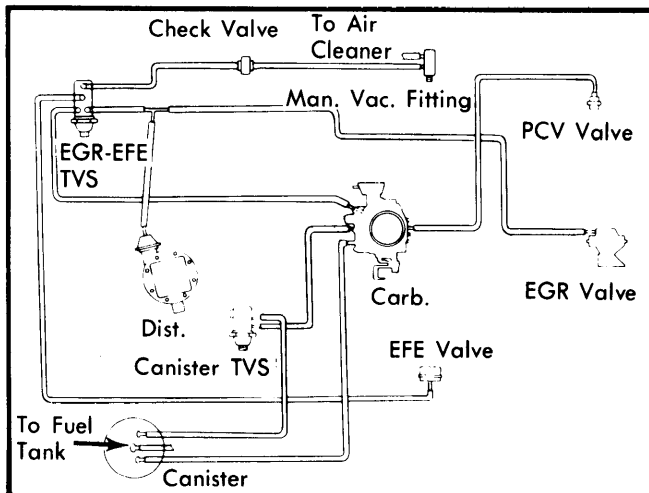 Check Valve
To Air
Cleaner
Man. Vac. Fitting
PCV Valve
EGR-EFE
TVS
EGR Valve
Carb.
Dist.
EFE Valve
Canister TVS
To Fuel
Tank
Canister